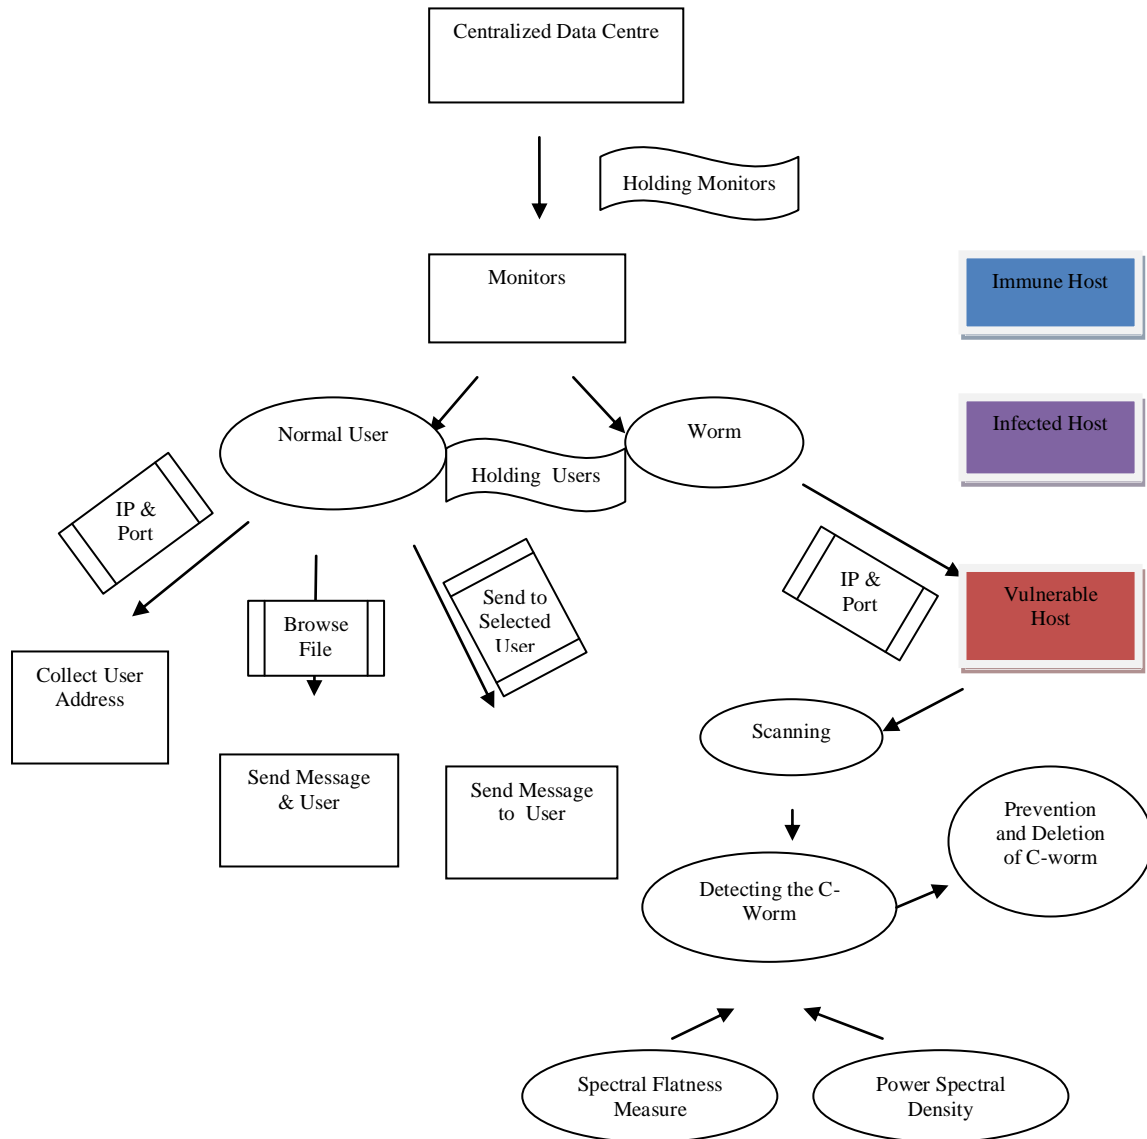 Centralized Data Centre
Holding Monitors
Monitors
Immune Host
Infected Host
Normal User
Worm
Holding Users
IP &
Port
Browse
File
Send to
Selected
User
IP &
Port
Vulnerable
Host
Collect User
Address
Send Message
& User
Send Message
to User
Scanning
Prevention
and Deletion
of C-worm
Detecting the C-
Worm
Spectral Flatness
Measure
Power Spectral
Density